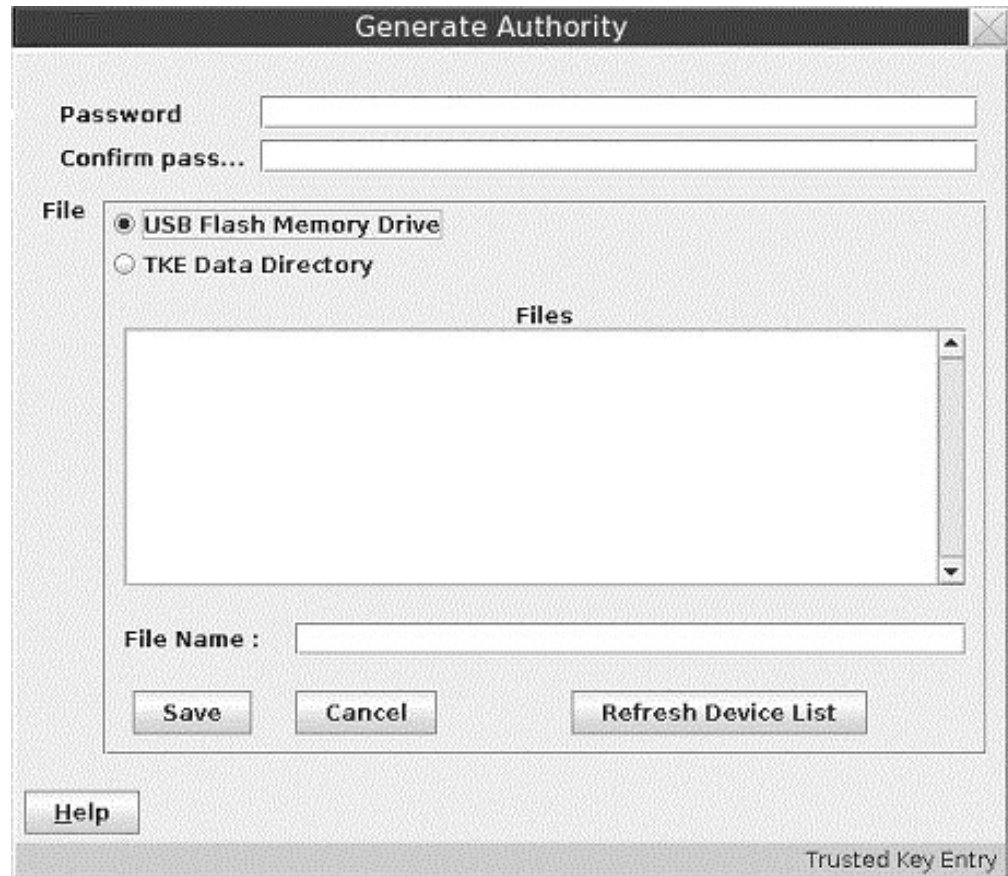 Generate Authority
Password
Confirm pass...
File
USB Flash Memory Drive
TKE Data Directory
Files
File Name :
Save Cancel Refresh Device List
Help
Trusted Key Entry